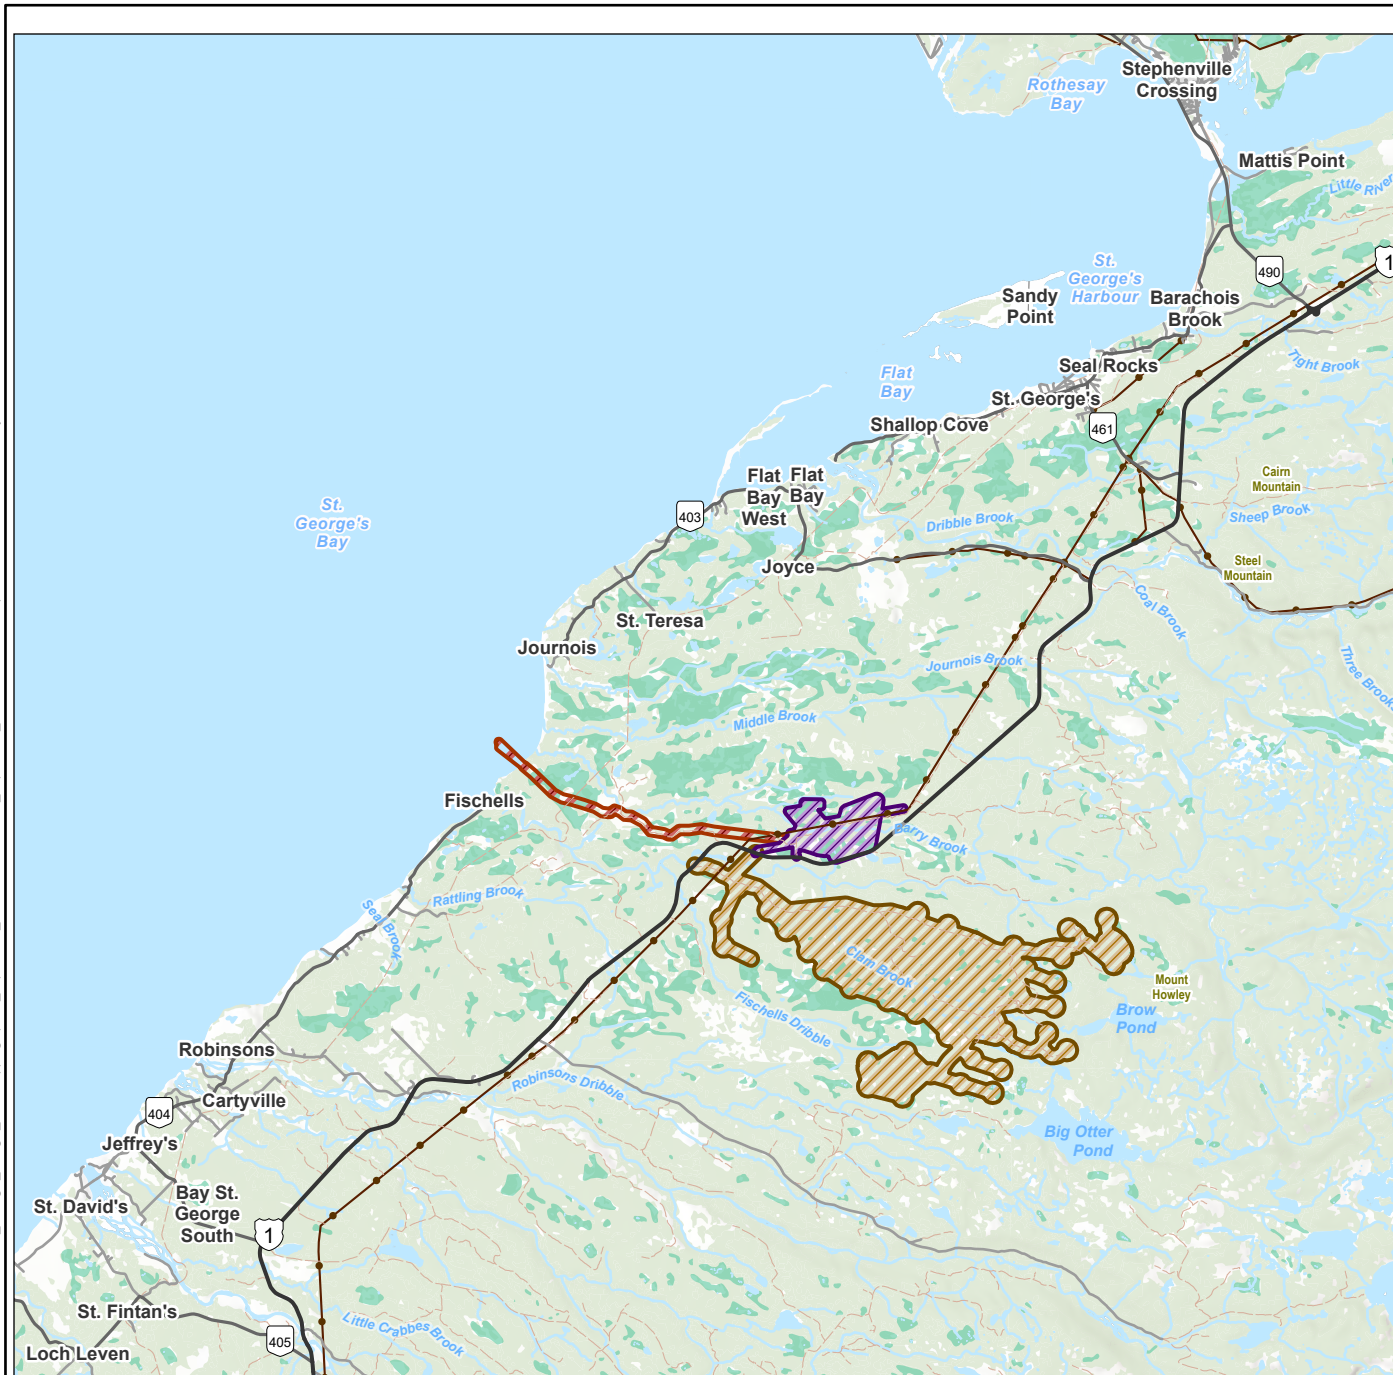 Stephenville
Crossing
Rothesay
Bay
Mattis Point
Little River
St.
George's
Harbour
490
1
Sandy
Point
Barachois
Brook
Tight Brook
Seal Rocks
Flat
Bay
St. George's
Shallop Cove
461
Flat
Bay
West
Flat
Bay
Cairn
Mountain
St.
George's
Bay
403
Dribble Brook
Sheep Brook
Joyce
Steel
Mountain
Coal Brook
St. Teresa
Journois
Journois Brook
Three Brooks
Middle Brook
Fischells
Barry Brook
Rattling Brook
Seal Brook
Clam Brook
Mount
Howley
Fischells Dribble
Brow
Pond
Robinsons
Robinsons Dribble
Cartyville
404
Jeffrey's
Big Otter
Pond
Bay St.
George
South
St. David's
1
St. Fintan's
Little Crabbes Brook
405
Loch Leven